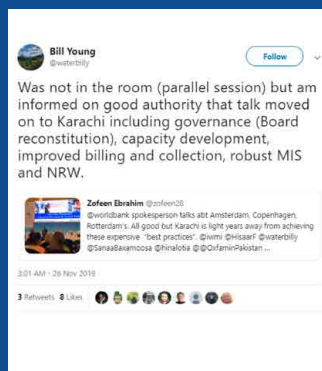 Bill Young
@waterbilly
Follow
Was not in the room (parallel session) but am
informed on good authority that talk moved
on to Karachi including governance (Board
reconstitution), capacity development,
improved billing and collection, robust MIS
and NRW.
Zofeen Ebrahim @zofeen28
@worldbank spokesperson talks abt Amsterdam, Copenhagen,
Rotterdam's. All good but Karachi is light years away from achieving
these expensive "best practices". @iwmi @HisaarF @waterbilly
@SanaaBaxamoosa @hinalotia @@OxfaminPakistan ...
3:01 AM - 26 Nov 2019
3 Retweets 8 Likes